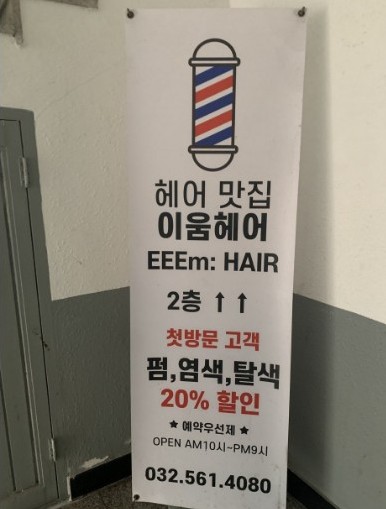 헤어 맛집
이움헤어
EEEm: HAIR
2층 ↑↑
첫방문 고객
펌,염색,탈색
20% 할인
★ 예약우선제 ★
OPEN AM10시~PM9시
032.561.4080